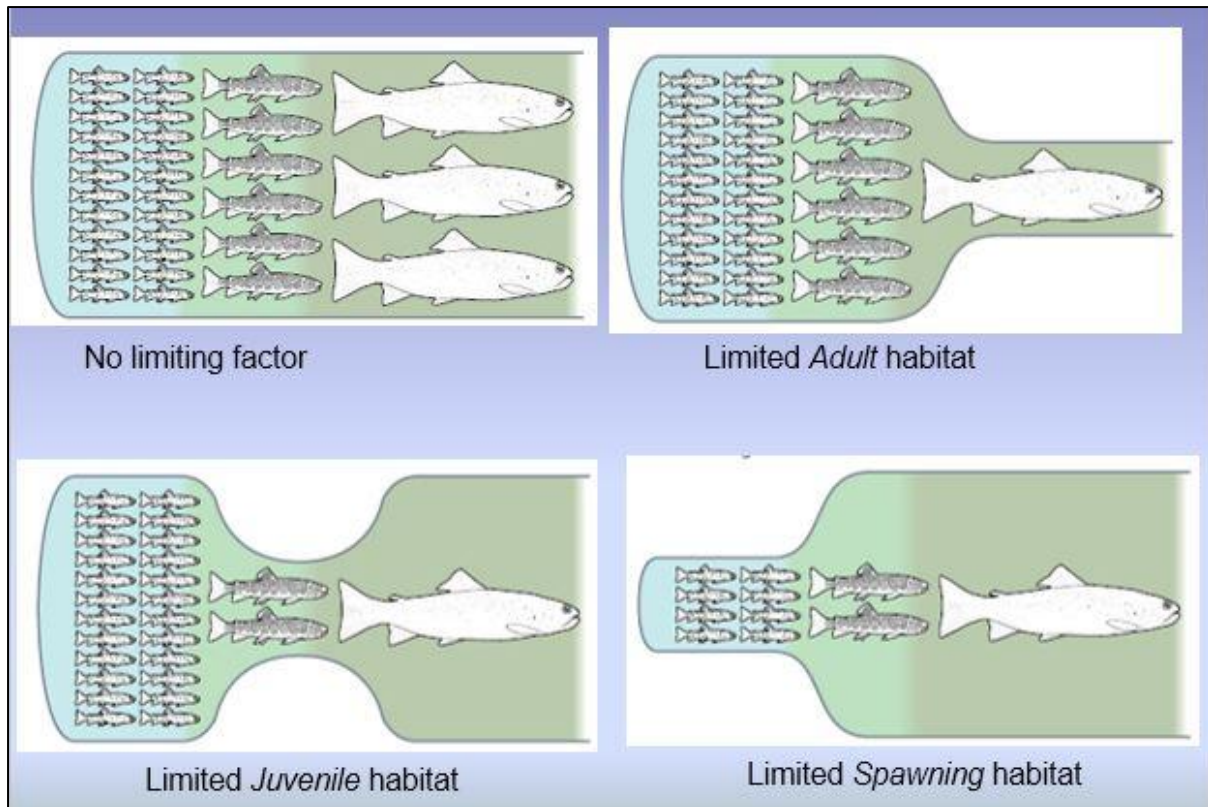 No limiting factor
Limited Adult habitat
Limited Juvenile habitat
Limited Spawning habitat